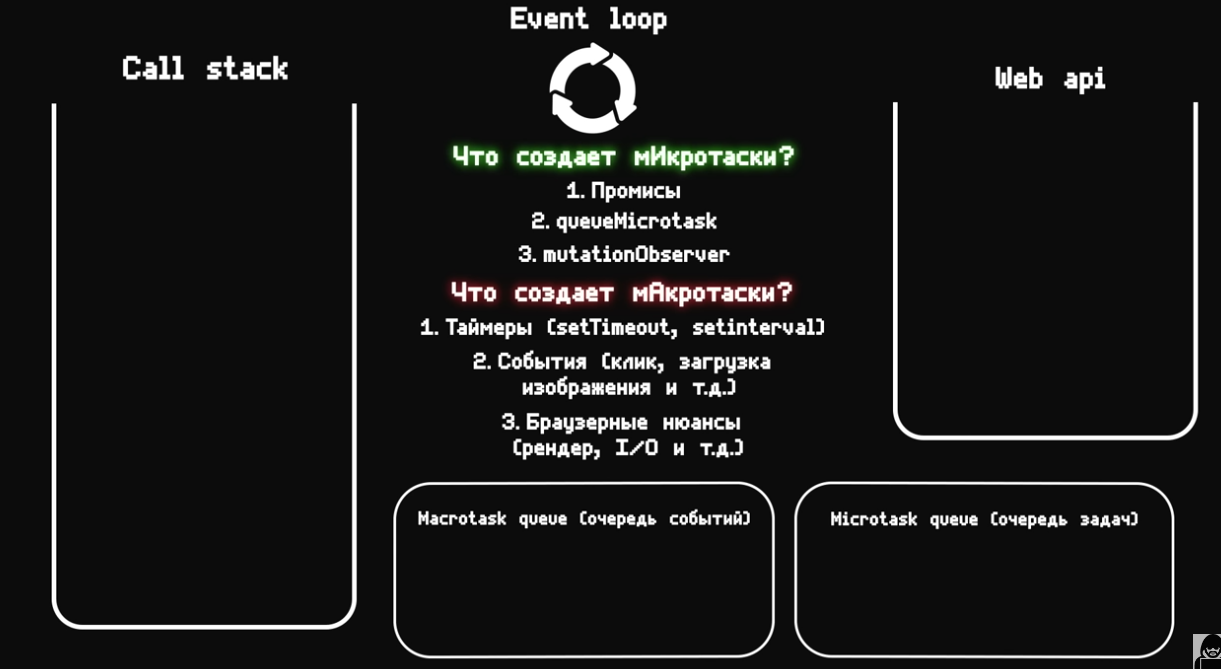 Event loop
Call stack
Web api
Что создает мИкротаски?
1. Промисы
2. queueMicrotask
3. mutationObserver
Что создает мАкротаски?
1. Таймеры (setTimeout, setinterval)
2. События (клик, загрузка
изображения и т.д.)
3. Браузерные нюансы
(рендер, I/O и т.д.)
Macrotask queue (очередь событий)
Microtask queue (очередь задач)